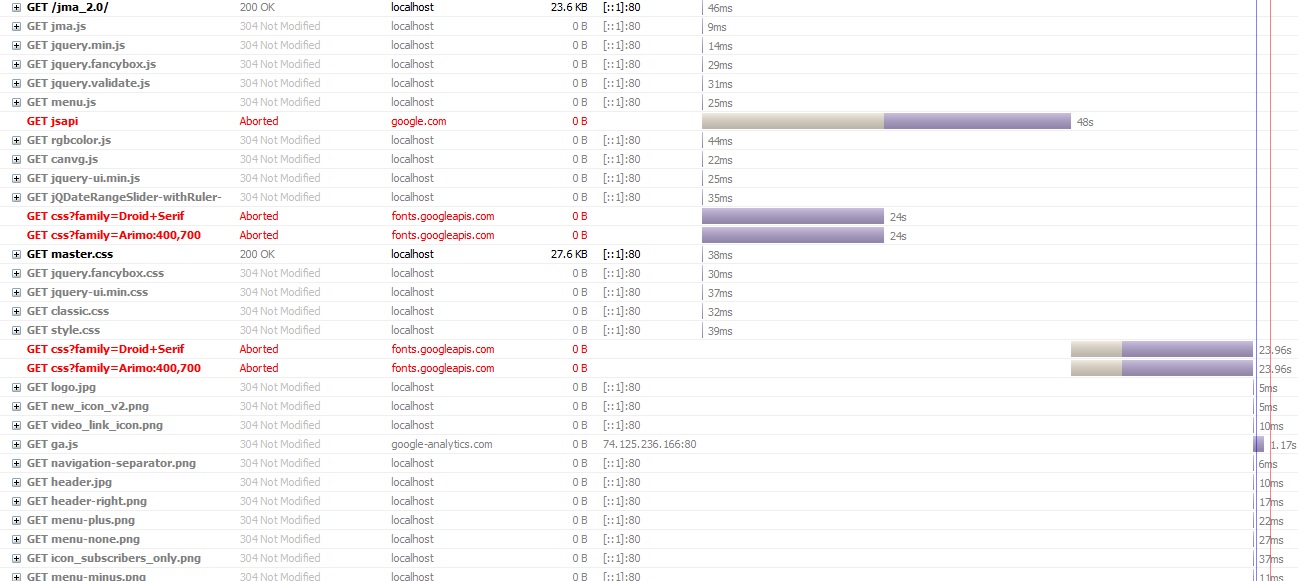 GET /jma_2.0/ 200 OK localhost 23.6 KB [::1]:80 46ms
GET jma.js 304 Not Modified localhost 0 B [::1]:80 9ms
GET jquery.min.js 304 Not Modified localhost 0 B [::1]:80 14ms
GET jquery.fancybox.js 304 Not Modified localhost 0 B [::1]:80 29ms
GET jquery.validate.js 304 Not Modified localhost 0 B [::1]:80 31ms
GET menu.js 304 Not Modified localhost 0 B [::1]:80 25ms
GET jsapi Aborted google.com 0 B 48s
GET rgbcolor.js 304 Not Modified localhost 0 B [::1]:80 44ms
GET canvg.js 304 Not Modified localhost 0 B [::1]:80 22ms
GET jquery-ui.min.js 304 Not Modified localhost 0 B [::1]:80 25ms
GET jQDateRangeSlider-withRuler- 304 Not Modified localhost 0 B [::1]:80 35ms
GET css?family=Droid+Serif Aborted fonts.googleapis.com 0 B 24s
GET css?family=Arimo:400,700 Aborted fonts.googleapis.com 0 B 24s
GET master.css 200 OK localhost 27.6 KB [::1]:80 38ms
GET jquery.fancybox.css 304 Not Modified localhost 0 B [::1]:80 30ms
GET jquery-ui.min.css 304 Not Modified localhost 0 B [::1]:80 37ms
GET classic.css 304 Not Modified localhost 0 B [::1]:80 32ms
GET style.css 304 Not Modified localhost 0 B [::1]:80 39ms
GET css?family=Droid+Serif Aborted fonts.googleapis.com 0 B 23.96s
GET css?family=Arimo:400,700 Aborted fonts.googleapis.com 0 B 23.96s
GET logo.jpg 304 Not Modified localhost 0 B [::1]:80 5ms
GET new_icon_v2.png 304 Not Modified localhost 0 B [::1]:80 5ms
GET video_link_icon.png 304 Not Modified localhost 0 B [::1]:80 10ms
GET ga.js 304 Not Modified google-analytics.com 0 B 74.125.236.166:80 1.17s
GET navigation-separator.png 304 Not Modified localhost 0 B [::1]:80 6ms
GET header.jpg 304 Not Modified localhost 0 B [::1]:80 10ms
GET header-right.png 304 Not Modified localhost 0 B [::1]:80 17ms
GET menu-plus.png 304 Not Modified localhost 0 B [::1]:80 22ms
GET menu-none.png 304 Not Modified localhost 0 B [::1]:80 27ms
GET icon_subscribers_only.png 304 Not Modified localhost 0 B [::1]:80 37ms
GET menu-minus.png 304 Not Modified localhost 0 B [::1]:80 11ms